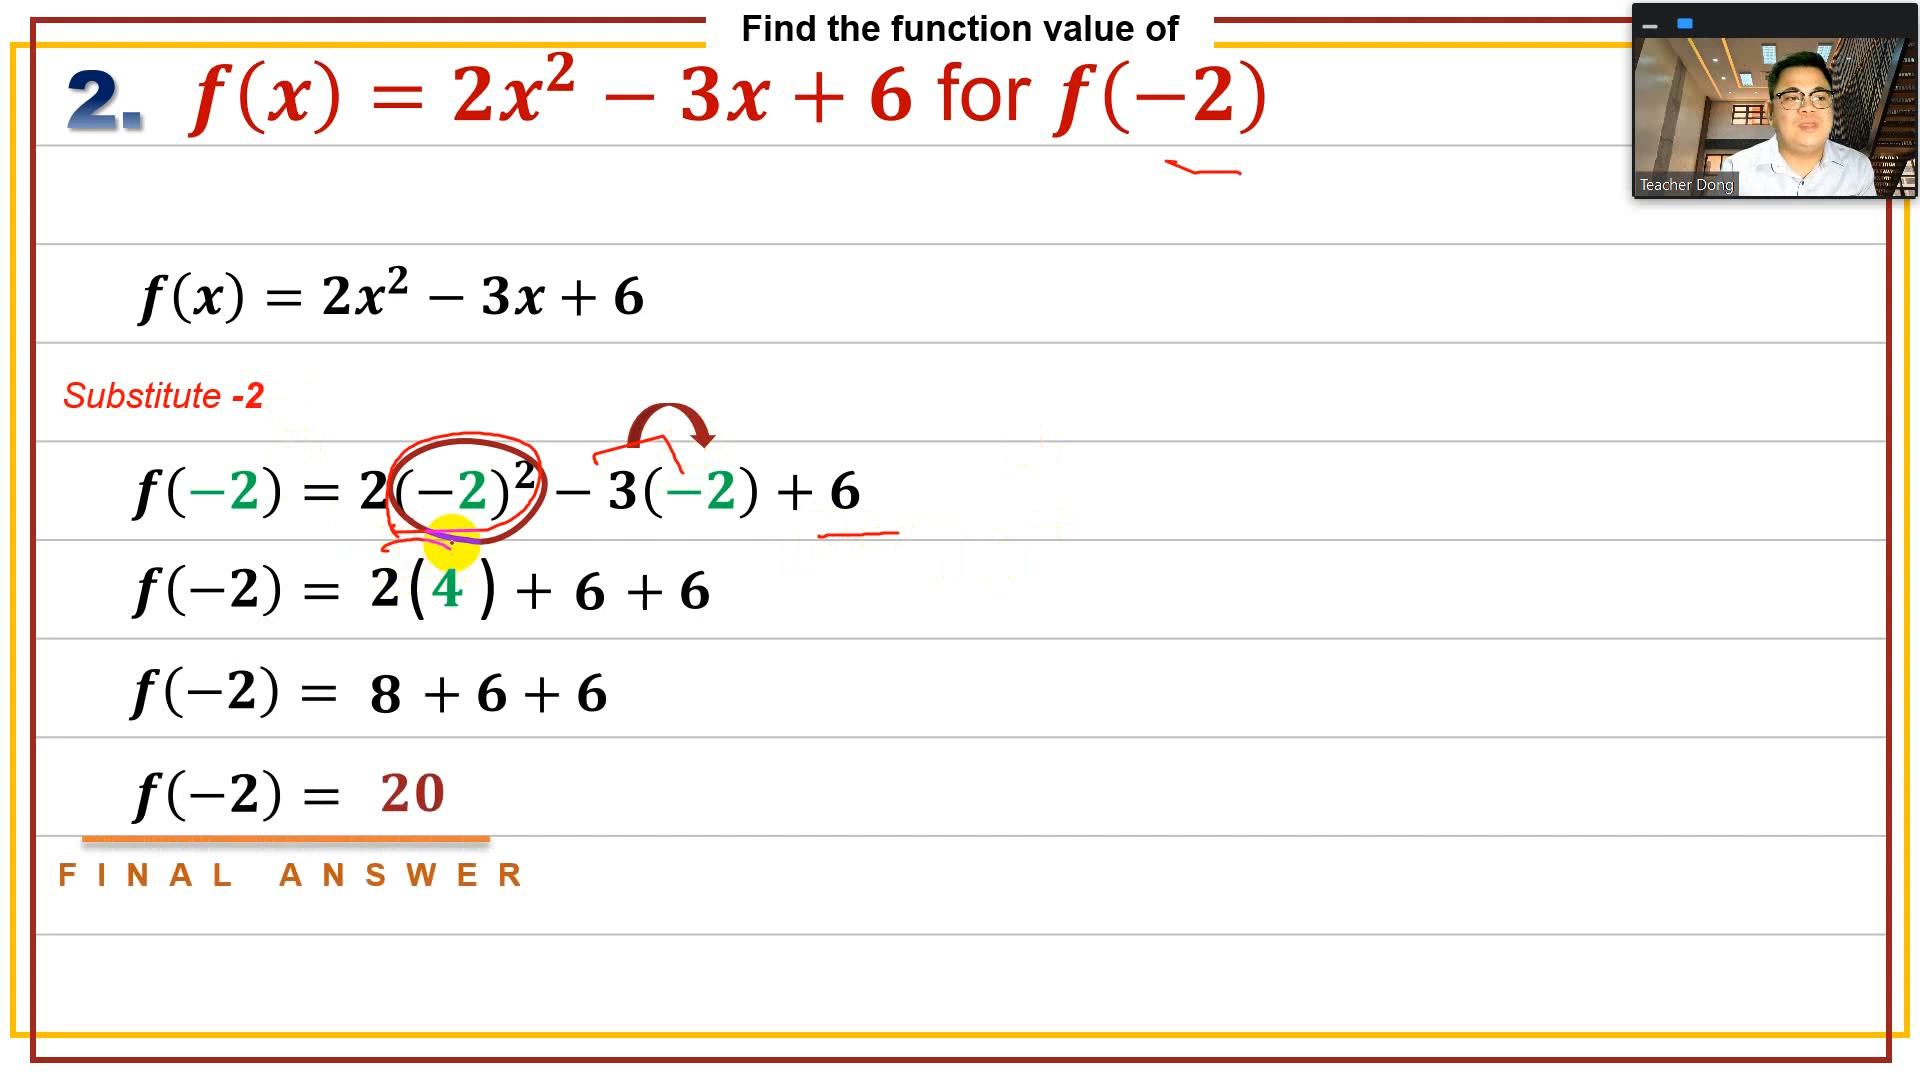 Find the function value of
2. f(x) = 2x² − 3x + 6 for f(−2)
Teacher Dong
f(x) = 2x² − 3x + 6
Substitute -2
f(−2) = 2(−2)² − 3(−2) + 6
f(−2) = 2(4) + 6 + 6
f(−2) = 8 + 6 + 6
f(−2) = 20
FINAL ANSWER